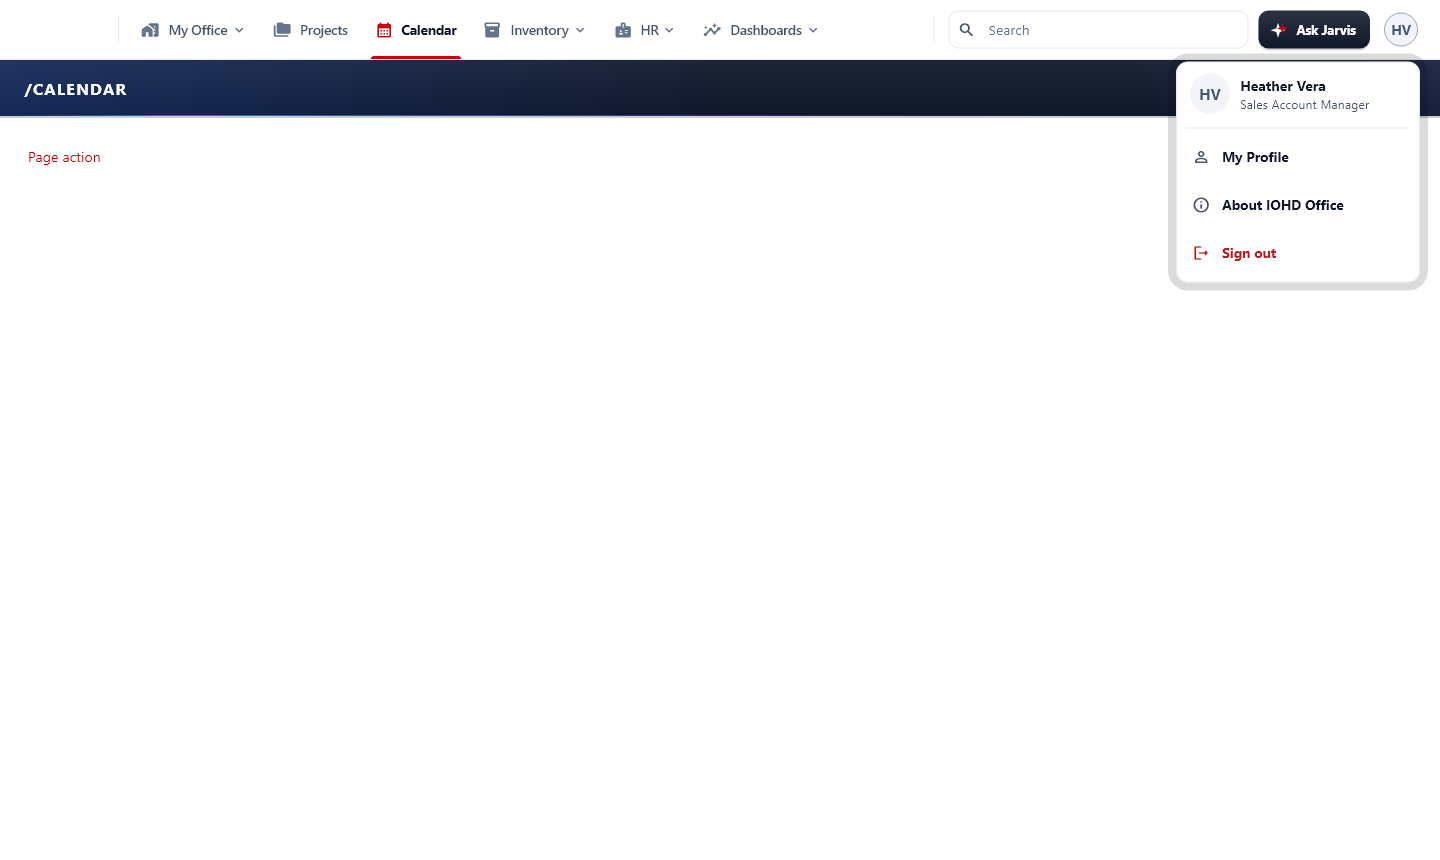 My Office
Projects
Calendar
Inventory
HR
Dashboards
Search
Ask Jarvis
HV
/CALENDAR
HV
Heather Vera
Sales Account Manager
Page action
My Profile
About IOHD Office
Sign out